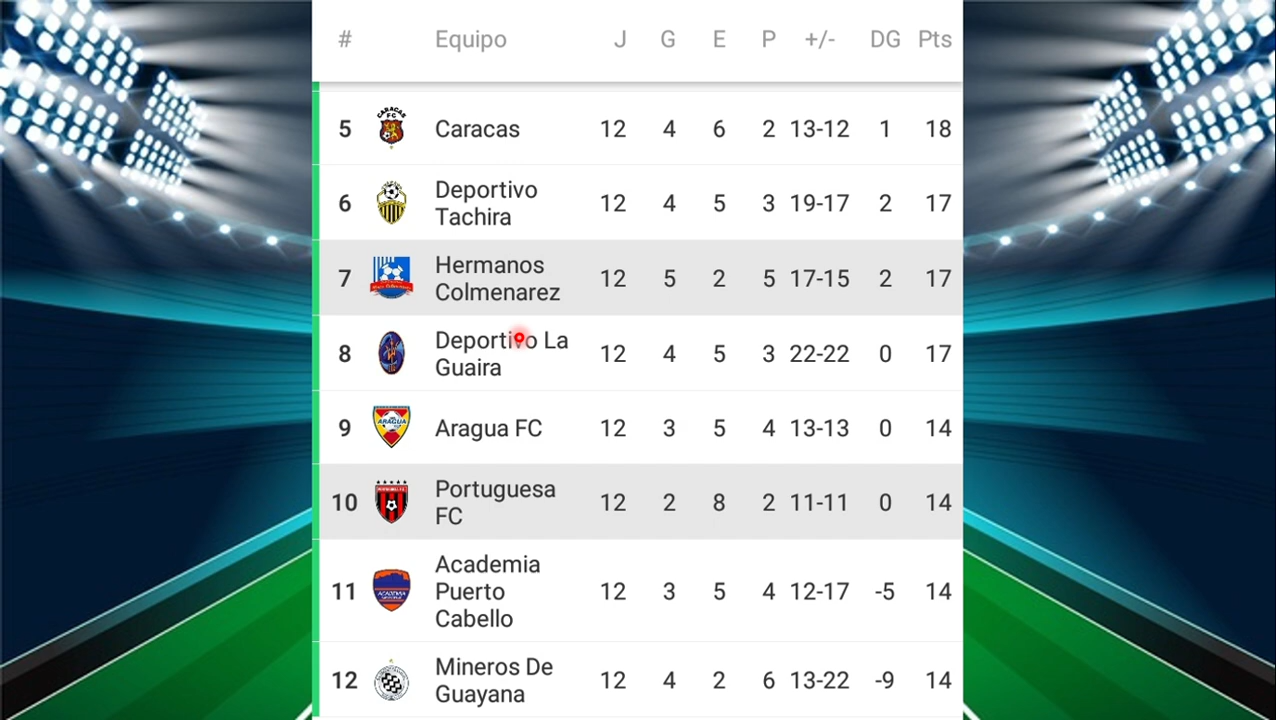 # Equipo J G E P +/- DG Pts
5 CARACAS FC Caracas 12 4 6 2 13-12 1 18
6 Deportivo Tachira 12 4 5 3 19-17 2 17
7 Hermanos Colmenarez 12 5 2 5 17-15 2 17
8 Deportivo La Guaira 12 4 5 3 22-22 0 17
9 ARAGUA Aragua FC 12 3 5 4 13-13 0 14
10 Portuguesa FC 12 2 8 2 11-11 0 14
11 ACADEMIA Academia Puerto Cabello 12 3 5 4 12-17 -5 14
12 Mineros De Guayana 12 4 2 6 13-22 -9 14